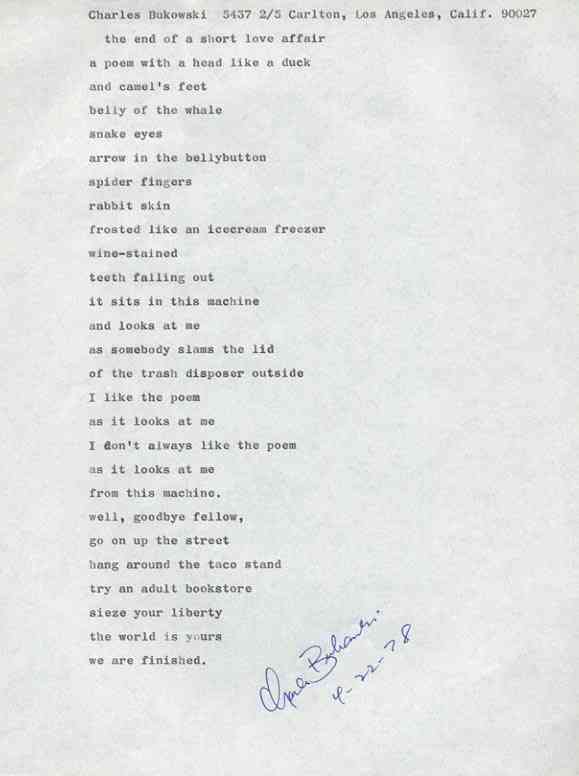 Charles Bukowski  5437 2/5 Carlton, Los Angeles, Calif. 90027
the end of a short love affair
a poem with a head like a duck
and camel's feet
belly of the whale
snake eyes
arrow in the bellybutton
spider fingers
rabbit skin
frosted like an icecream freezer
wine-stained
teeth falling out
it sits in this machine
and looks at me
as somebody slams the lid
of the trash disposer outside
I like the poem
as it looks at me
I don't always like the poem
as it looks at me
from this machine.
well, goodbye fellow,
go on up the street
hang around the taco stand
try an adult bookstore
sieze your liberty
the world is yours
we are finished.
Charles Bukowski
4-22-78